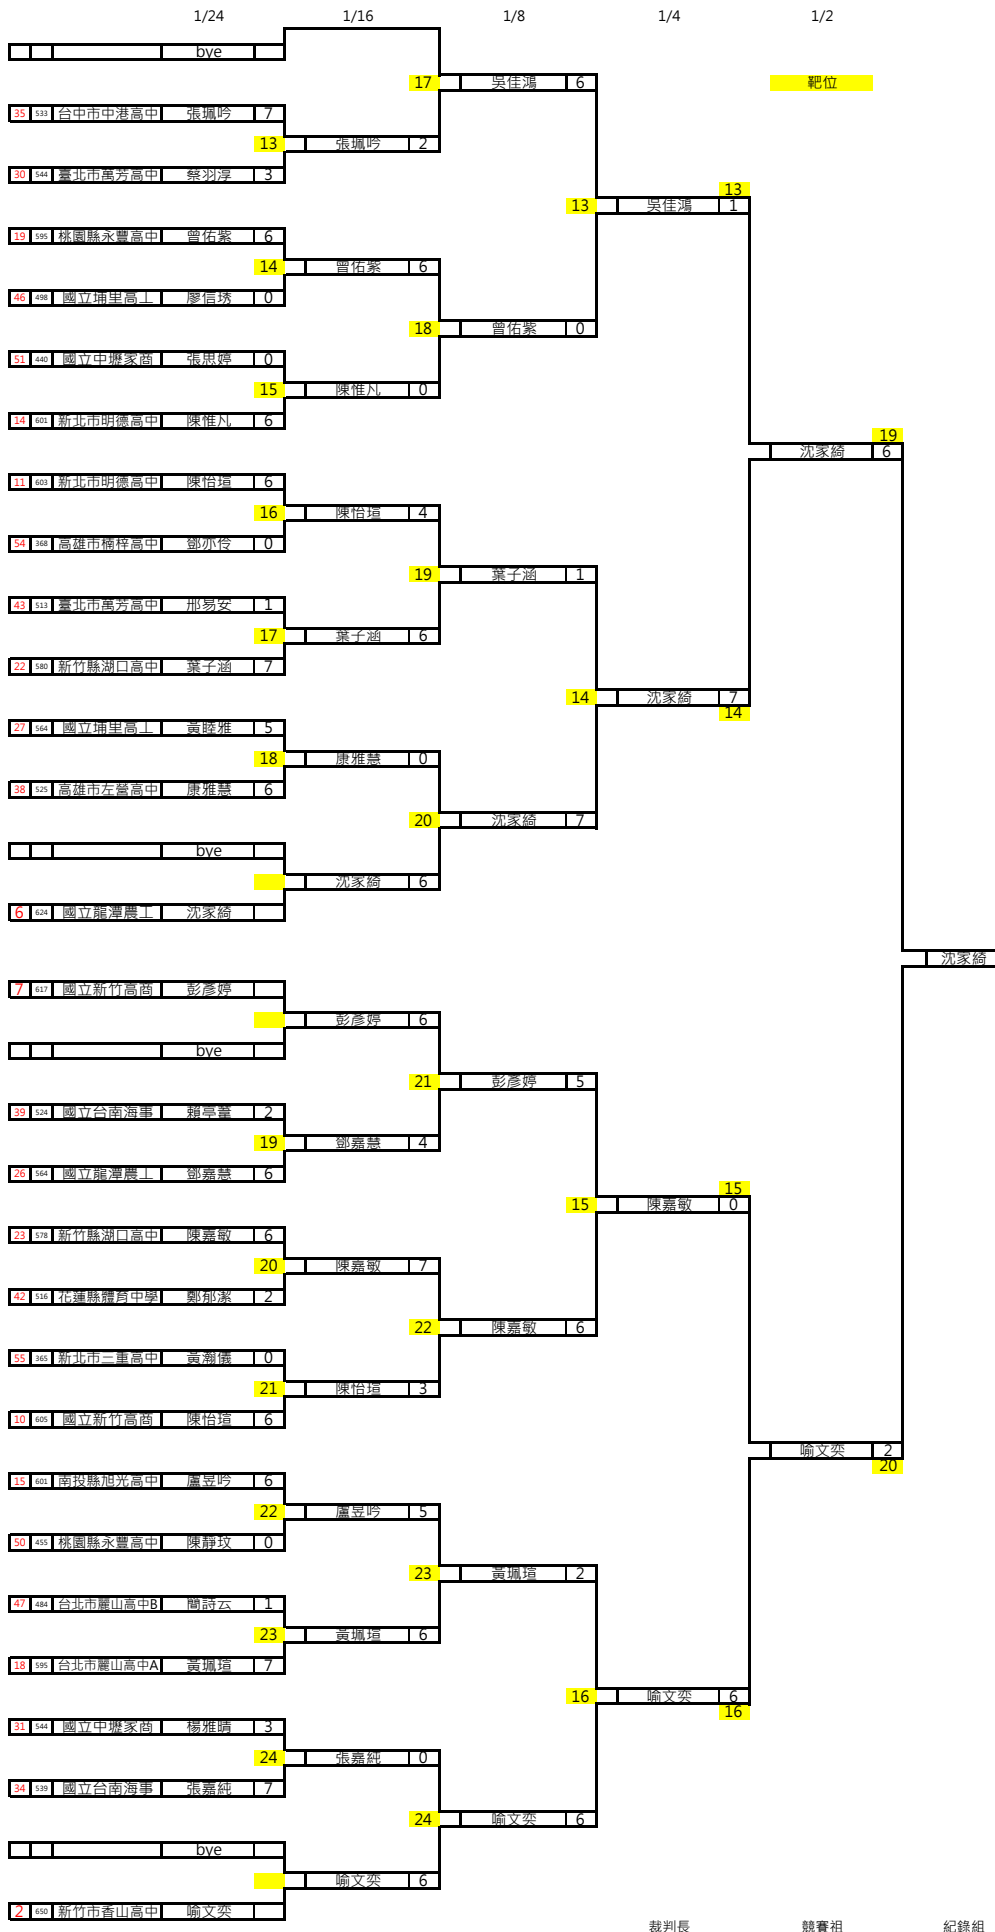 1/24 1/16 1/8 1/4 1/2
bye
17 吳佳鴻 6 靶位
35 533 台中市中港高中 張珮吟 7
13 張珮吟 2
30 544 臺北市萬芳高中 蔡羽淳 3
13
13 吳佳鴻 1
19 595 桃園縣永豐高中 曾佑紫 6
14 曾佑紫 6
46 498 國立埔里高工 廖信琇 0
18 曾佑紫 0
51 440 國立中壢家商 張思婷 0
15 陳惟凡 0
14 601 新北市明德高中 陳惟凡 6
19
沈家綺 6
11 603 新北市明德高中 陳怡瑄 6
16 陳怡瑄 4
54 368 高雄市楠梓高中 鄧亦伶 0
19 葉子涵 1
43 513 臺北市萬芳高中 邢易安 1
17 葉子涵 6
22 580 新竹縣湖口高中 葉子涵 7
14 沈家綺 7
14
27 564 國立埔里高工 黃睦雅 5
18 康雅慧 0
38 525 高雄市左營高中 康雅慧 6
20 沈家綺 7
bye
沈家綺 6
6 624 國立龍潭農工 沈家綺
沈家綺
7 617 國立新竹高商 彭彥婷
彭彥婷 6
bye
21 彭彥婷 5
39 524 國立台南海事 賴亭蓳 2
19 鄧嘉慧 4
26 564 國立龍潭農工 鄧嘉慧 6
15
15 陳嘉敏 0
23 578 新竹縣湖口高中 陳嘉敏 6
20 陳嘉敏 7
42 516 花蓮縣體育中學 鄭郁潔 2
22 陳嘉敏 6
55 365 新北市三重高中 黃瀚儀 0
21 陳怡瑄 3
10 605 國立新竹高商 陳怡瑄 6
喻文奕 2
20
15 601 南投縣旭光高中 盧昱吟 6
22 盧昱吟 5
50 455 桃園縣永豐高中 陳靜玟 0
23 黃珮瑄 2
47 484 台北市麗山高中B 簡詩云 1
23 黃珮瑄 6
18 595 台北市麗山高中A 黃珮瑄 7
16 喻文奕 6
16
31 544 國立中壢家商 楊雅晴 3
24 張嘉純 0
34 539 國立台南海事 張嘉純 7
24 喻文奕 6
bye
喻文奕 6
2 650 新竹市香山高中 喻文奕
裁判長 競賽祖 紀錄組